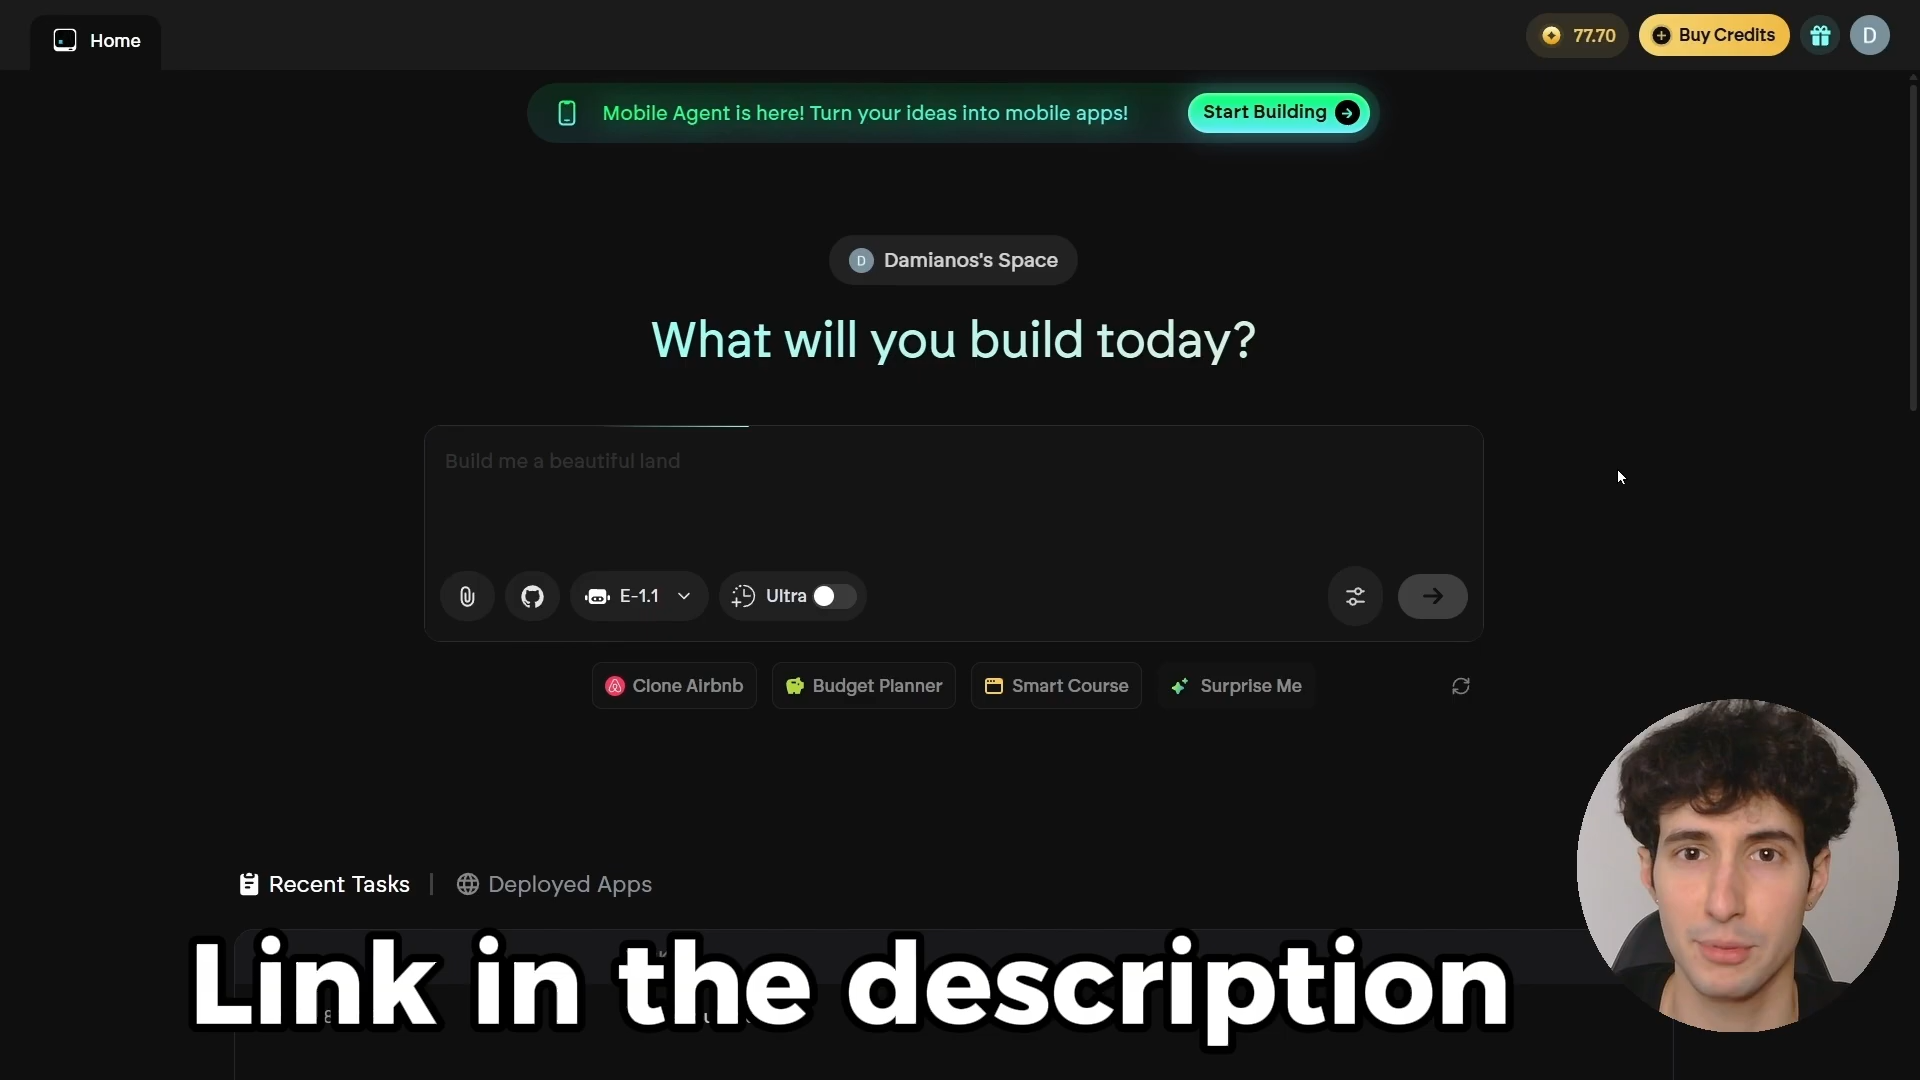 Home
77.70
Buy Credits
D
Mobile Agent is here! Turn your ideas into mobile apps!
Start Building
D Damianos's Space
What will you build today?
Build me a beautiful land
E-1.1
Ultra
Clone Airbnb
Budget Planner
Smart Course
Surprise Me
Recent Tasks
Deployed Apps
Link in the description